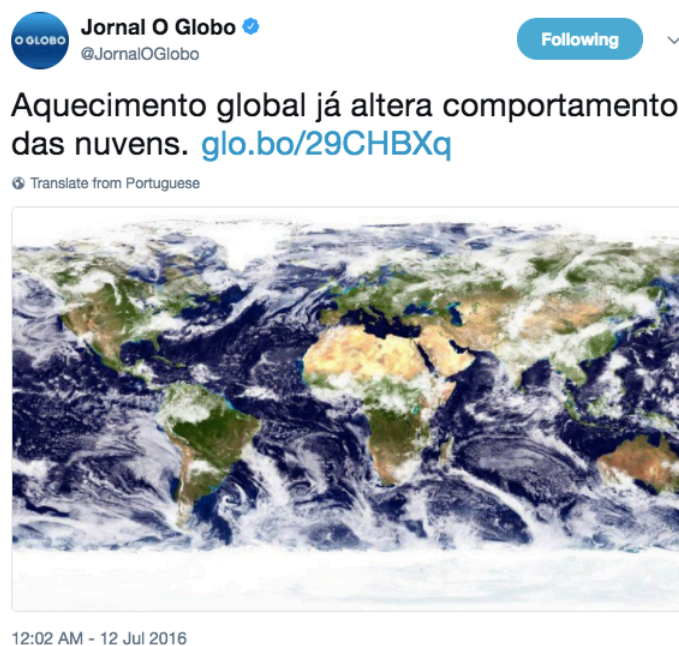 Jornal O Globo
O GLOBO
@JornalOGlobo
Following
Aquecimento global já altera comportamento
das nuvens. glo.bo/29CHBXq
Translate from Portuguese
12:02 AM - 12 Jul 2016